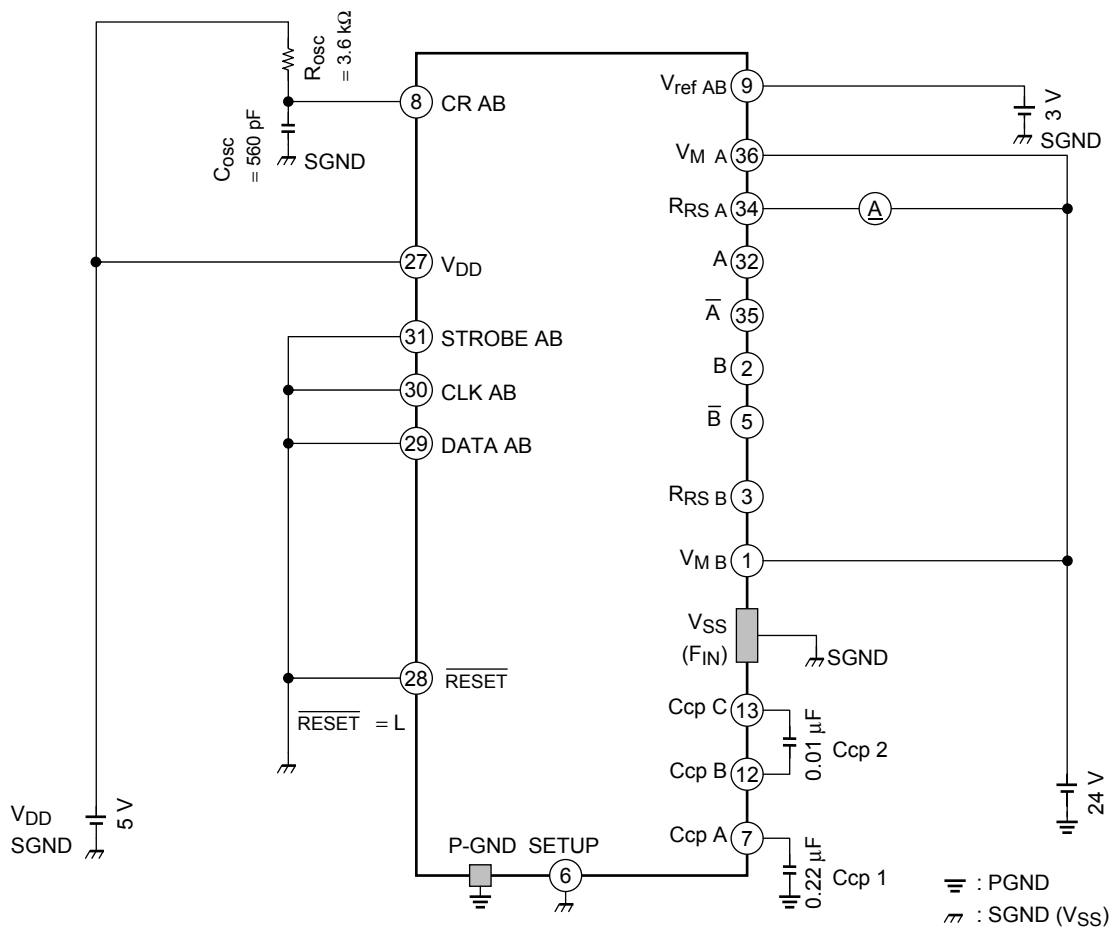 Rosc
= 3.6 kΩ
Cosc
= 560 pF
SGND
8
CR AB
27
VDD
31
STROBE AB
30
CLK AB
29
DATA AB
28
RESET
RESET = L
VDD
SGND
5 V
P-GND
SETUP
6
Vref AB
9
3 V
SGND
VM A
36
RRS A
34
A
A
32
A
35
B
2
B
5
RRS B
3
VM B
1
VSS
(FIN)
SGND
Ccp C
13
0.01 µF
Ccp 2
Ccp B
12
Ccp A
7
0.22 µF
Ccp 1
24 V
: PGND
: SGND (VSS)